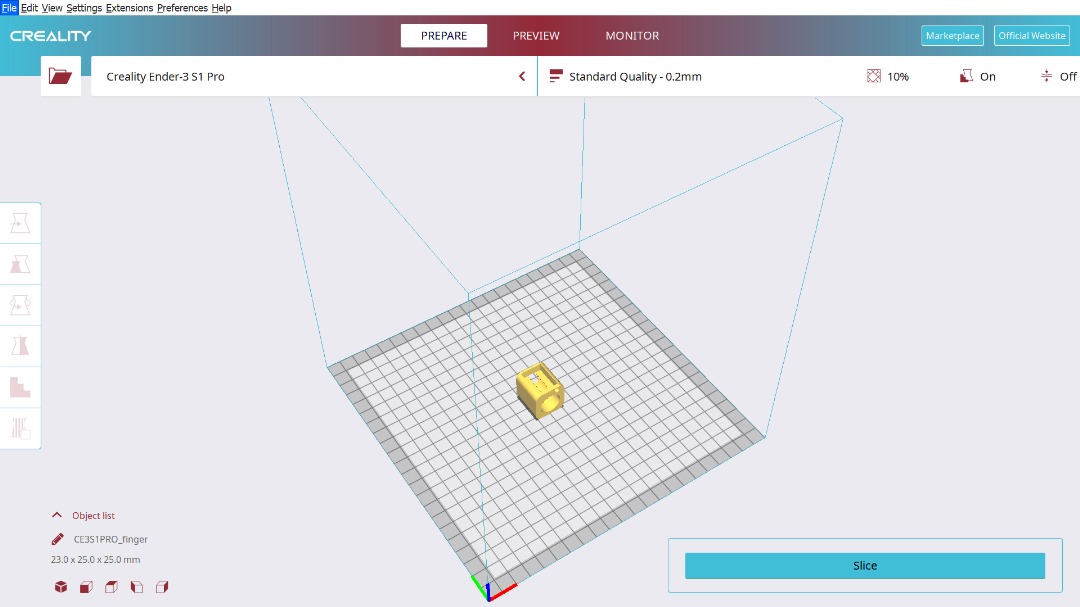 File Edit View Settings Extensions Preferences Help
CREALITY
PREPARE
PREVIEW
MONITOR
Marketplace
Official Website
Creality Ender-3 S1 Pro
Standard Quality - 0.2mm
10%
On
Off
Object list
CE3S1PRO_finger
23.0 x 25.0 x 25.0 mm
Slice